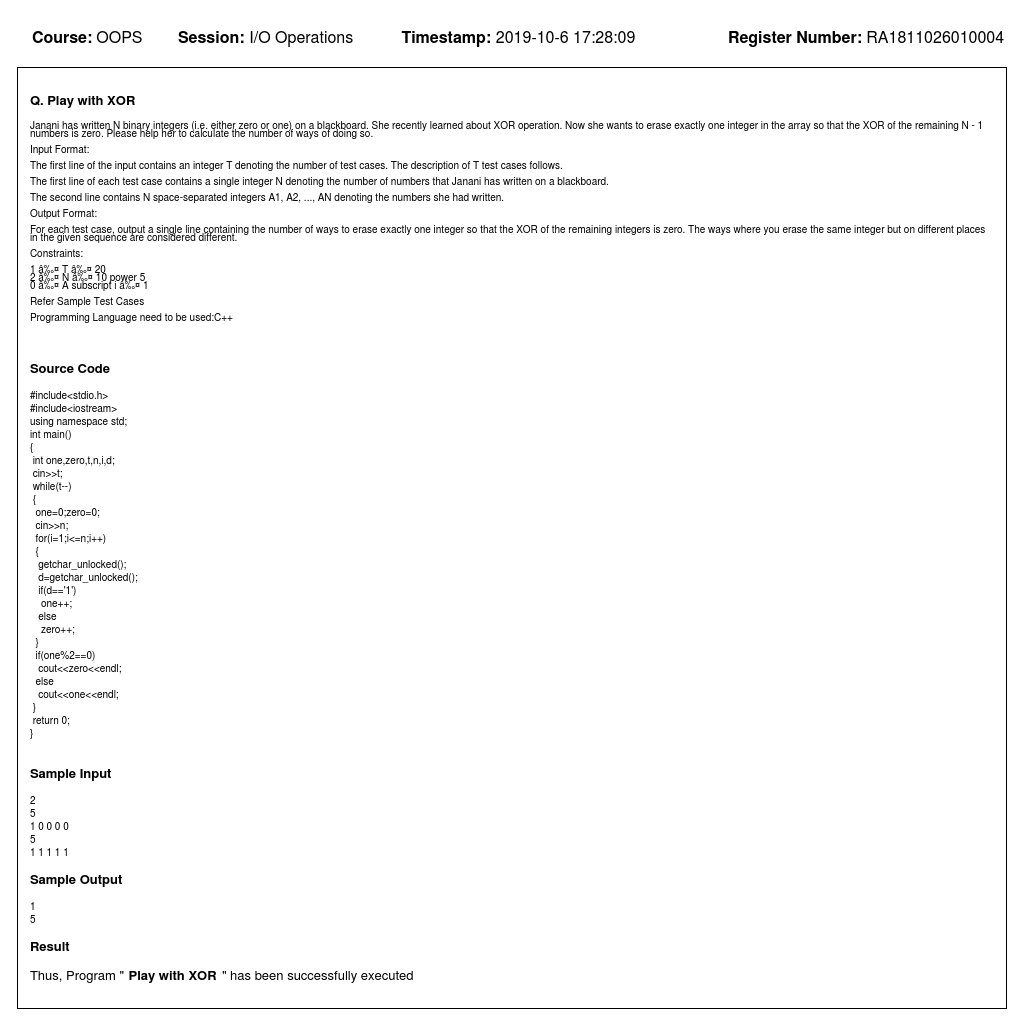 Course: OOPS Session: I/O Operations Timestamp: 2019-10-6 17:28:09 Register Number: RA1811026010004
Q. Play with XOR
Janani has written N binary integers (i.e. either zero or one) on a blackboard. She recently learned about XOR operation. Now she wants to erase exactly one integer in the array so that the XOR of the remaining N - 1
numbers is zero. Please help her to calculate the number of ways of doing so.
Input Format:
The first line of the input contains an integer T denoting the number of test cases. The description of T test cases follows.
The first line of each test case contains a single integer N denoting the number of numbers that Janani has written on a blackboard.
The second line contains N space-separated integers A1, A2, ..., AN denoting the numbers she had written.
Output Format:
For each test case, output a single line containing the number of ways to erase exactly one integer so that the XOR of the remaining integers is zero. The ways where you erase the same integer but on different places
in the given sequence are considered different.
Constraints:
1 â‰¤ T â‰¤ 20
2 â‰¤ N â‰¤ 10 power 5
0 â‰¤ A subscript i â‰¤ 1
Refer Sample Test Cases
Programming Language need to be used:C++
Source Code
#include<stdio.h>
#include<iostream>
using namespace std;
int main()
{
int one,zero,t,n,i,d;
cin>>t;
while(t--)
{
one=0;zero=0;
cin>>n;
for(i=1;i<=n;i++)
{
getchar_unlocked();
d=getchar_unlocked();
if(d=='1')
one++;
else
zero++;
}
if(one%2==0)
cout<<zero<<endl;
else
cout<<one<<endl;
}
return 0;
}
Sample Input
2
5
1 0 0 0 0
5
1 1 1 1 1
Sample Output
1
5
Result
Thus, Program " Play with XOR " has been successfully executed